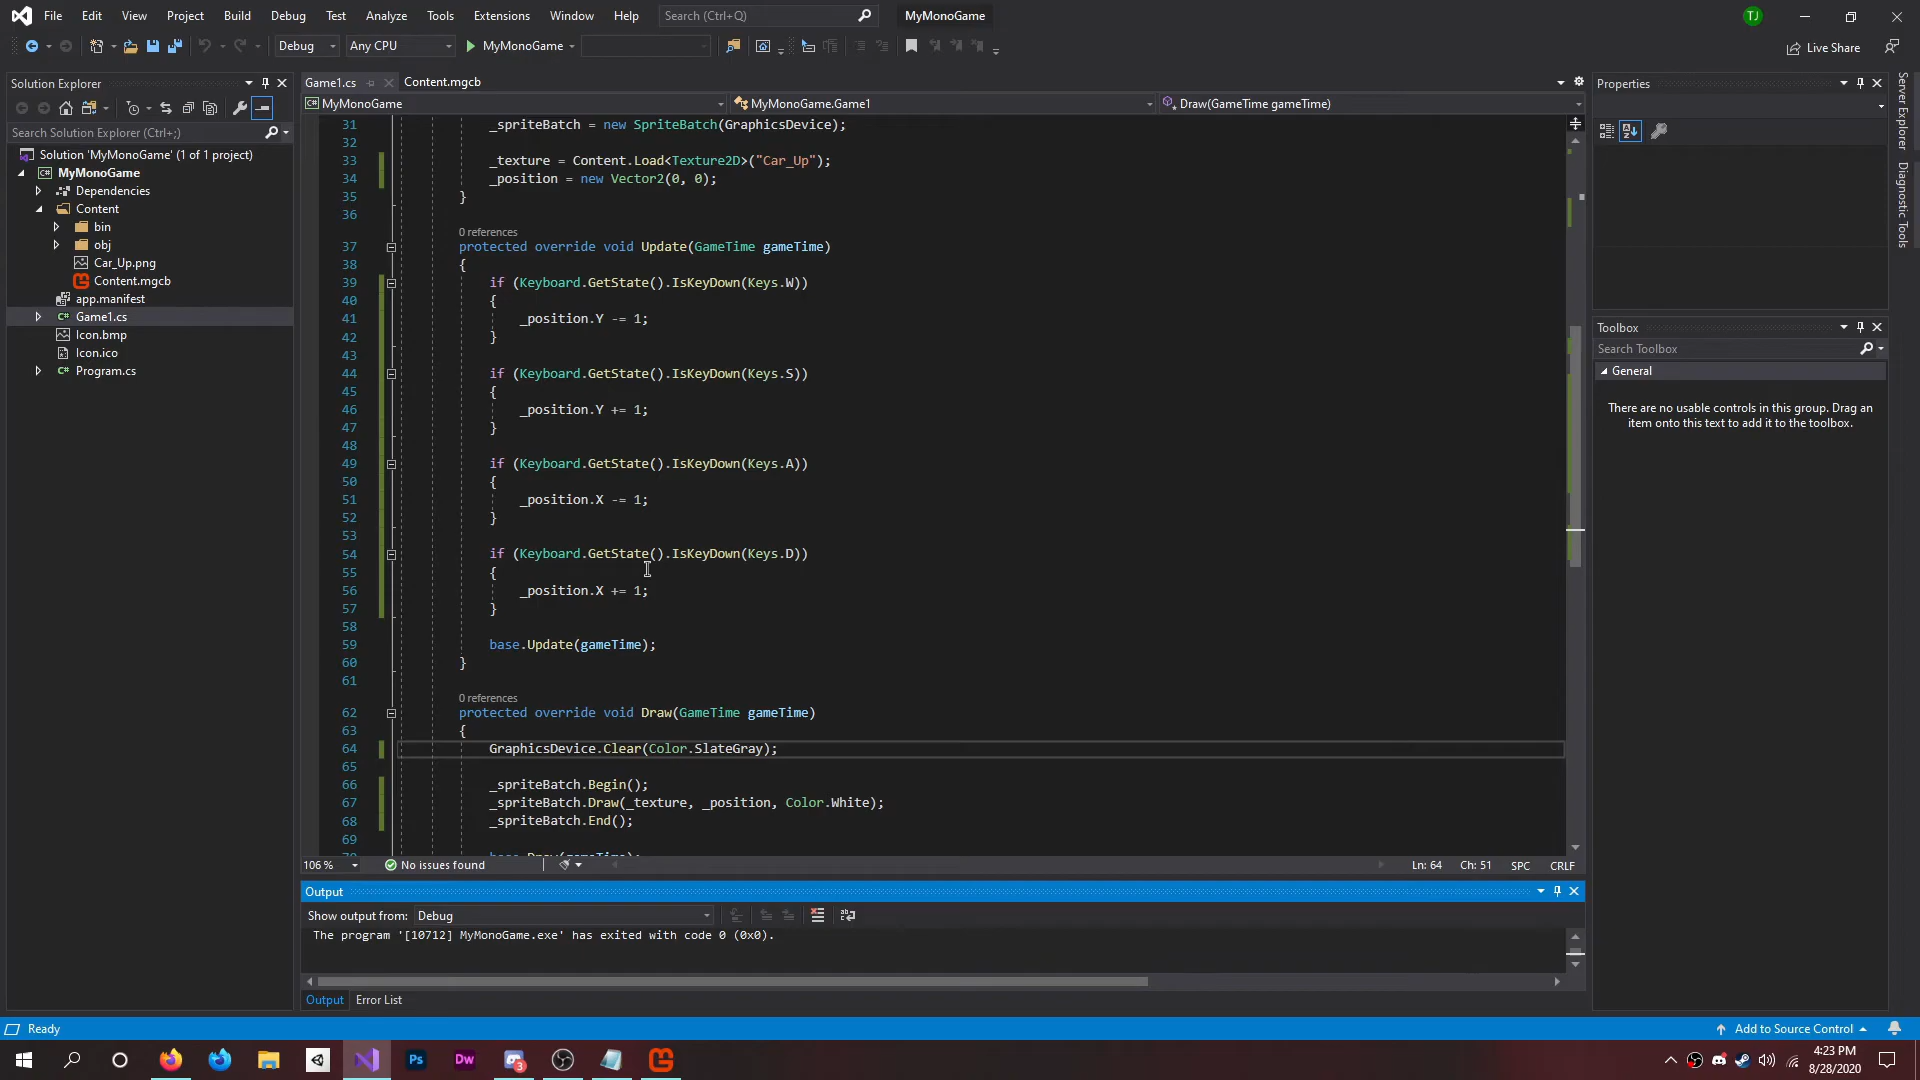 File Edit View Project Build Debug Test Analyze Tools Extensions Window Help Search (Ctrl+Q) MyMonoGame TJ
Debug Any CPU MyMonoGame Live Share
Solution Explorer
Search Solution Explorer (Ctrl+;)
Solution 'MyMonoGame' (1 of 1 project)
MyMonoGame
Dependencies
Content
bin
obj
Car_Up.png
Content.mgcb
app.manifest
Game1.cs
Icon.bmp
Icon.ico
Program.cs
Game1.cs Content.mgcb
MyMonoGame MyMonoGame.Game1 Draw(GameTime gameTime)
31 _spriteBatch = new SpriteBatch(GraphicsDevice);
32
33 _texture = Content.Load<Texture2D>("Car_Up");
34 _position = new Vector2(0, 0);
35 }
36
0 references
37 protected override void Update(GameTime gameTime)
38 {
39 if (Keyboard.GetState().IsKeyDown(Keys.W))
40 {
41 _position.Y -= 1;
42 }
43
44 if (Keyboard.GetState().IsKeyDown(Keys.S))
45 {
46 _position.Y += 1;
47 }
48
49 if (Keyboard.GetState().IsKeyDown(Keys.A))
50 {
51 _position.X -= 1;
52 }
53
54 if (Keyboard.GetState().IsKeyDown(Keys.D))
55 {
56 _position.X += 1;
57 }
58
59 base.Update(gameTime);
60 }
61
0 references
62 protected override void Draw(GameTime gameTime)
63 {
64 GraphicsDevice.Clear(Color.SlateGray);
65
66 _spriteBatch.Begin();
67 _spriteBatch.Draw(_texture, _position, Color.White);
68 _spriteBatch.End();
69
70 base.Draw(gameTime);
106 % No issues found Ln: 64 Ch: 51 SPC CRLF
Output
Show output from: Debug
The program '[10712] MyMonoGame.exe' has exited with code 0 (0x0).
Output Error List
Properties
Toolbox
Search Toolbox
General
There are no usable controls in this group. Drag an
item onto this text to add it to the toolbox.
Server Explorer
Diagnostic Tools
Ready Add to Source Control
Ps Dw 3
4:23 PM
8/28/2020